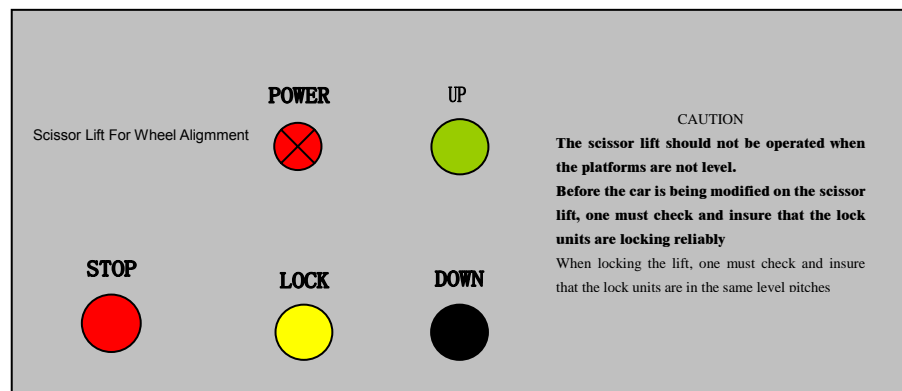 POWER
UP
Scissor Lift For Wheel Aligmment
CAUTION
The scissor lift should not be operated when
the platforms are not level.
Before the car is being modified on the scissor
lift, one must check and insure that the lock
units are locking reliably
When locking the lift, one must check and insure
that the lock units are in the same level pitches
STOP
LOCK
DOWN